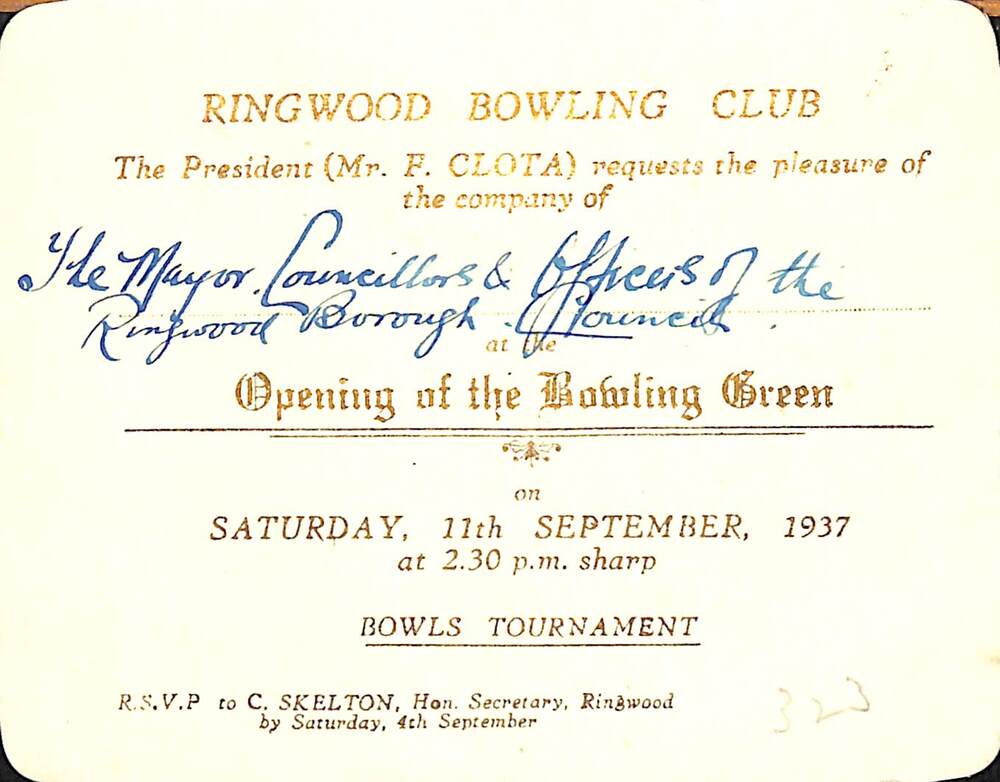 RINGWOOD BOWLING CLUB
The President (Mr. F. CLOTA) requests the pleasure of
the company of
The Mayor, Councillors & Officers of the
Ringwood Borough Council.
at the
Opening of the Bowling Green
on
SATURDAY, 11th SEPTEMBER, 1937
at 2.30 p.m. sharp
BOWLS TOURNAMENT
R.S.V.P to C. SKELTON, Hon. Secretary, Ringwood
by Saturday, 4th September
323